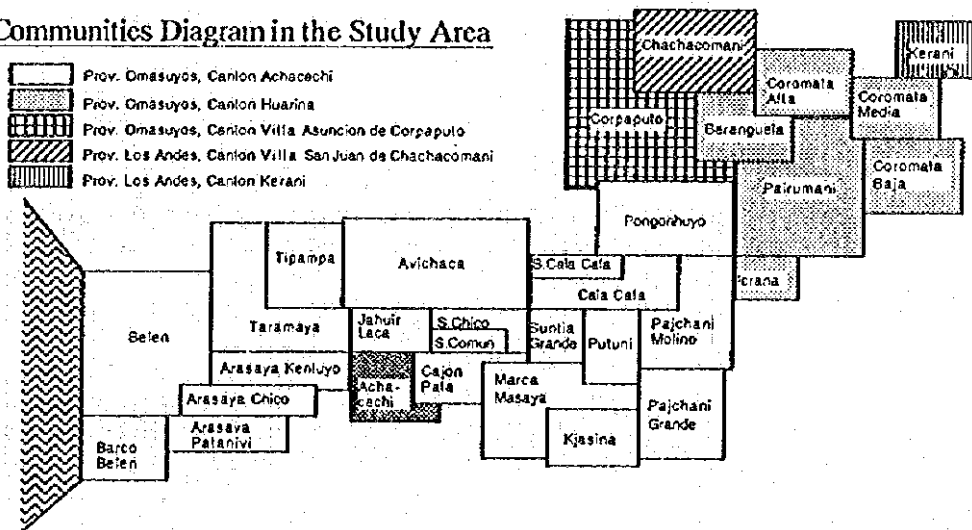 Communities Diagram in the Study Area
Prov. Omasuyos, Canton Achacachi
Prov. Omasuyos, Canton Huarina
Prov. Omasuyos, Canton Villa Asuncion de Corpaputo
Prov. Los Andes, Canton Villa San Juan de Chachacomani
Prov. Los Andes, Canton Kerani
Chachacomani
Kerani
Coromata
Alta
Coromata
Media
Corpaputo
Baranguela
Coromata
Baja
Pairumani
Pongonhuyo
Tipampa
Avichaca
S.Cala Cala
Cala Cala
Belen
Taramaya
Jahuir
Laca
S.Chico
S.Comun
Suntia
Grande
Putuni
Pajchani
Molino
Arasaya Kentuyo
Acha-
cachi
Cajon
Pata
Marca
Masaya
Arasaya Chico
Pajchani
Grande
Arasaya
Patanivi
Barco
Belen
Kjasina